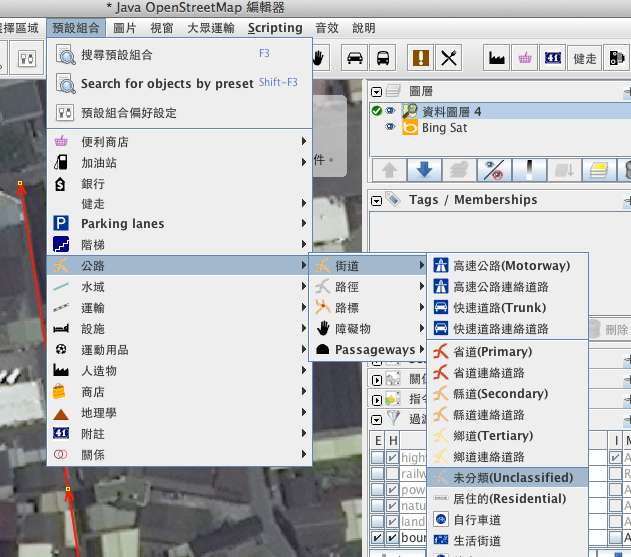 * Java OpenStreetMap 編輯器
擇區域 預設組合 圖片 視窗 大眾運輸 Scripting 音效 說明
搜尋預設組合 F3
Search for objects by preset Shift-F3
預設組合偏好設定
便利商店
加油站
銀行
健走
Parking lanes
階梯
公路
水域
運輸
設施
運動用品
人造物
商店
地理學
附註
關係
街道
路徑
路標
障礙物
Passageways
高速公路(Motorway)
高速公路連絡道路
快速道路(Trunk)
快速道路連絡道路
省道(Primary)
省道連絡道路
縣道(Secondary)
縣道連絡道路
鄉道(Tertiary)
鄉道連絡道路
未分類(Unclassified)
居住的(Residential)
自行車道
生活街道
41 健走
件。
圖層
資料圖層 4
Bing Sat
Tags / Memberships
刪除
關係
指令
過濾
E H
I M
high
railw
pow
natu
land
bour